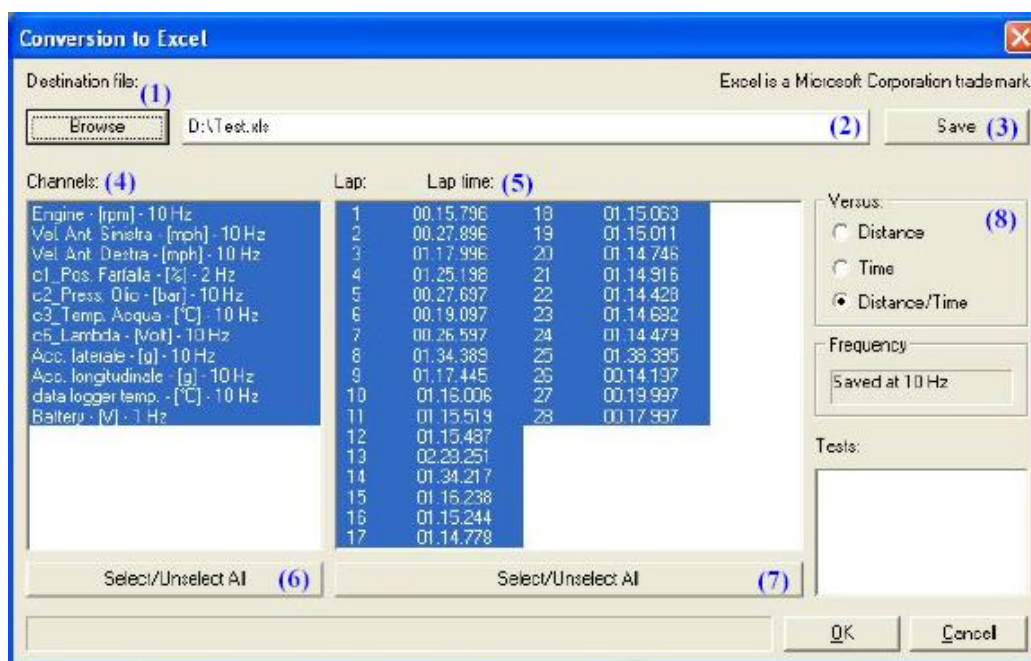 Conversion to Excel
Destination file:
(1)
Excel is a Microsoft Corporation trademark
Browse
D:\Test.xls
(2)
Save (3)
Channels: (4)
Engine - [rpm] - 10 Hz
Vel. Ant. Sinistra - [mph] - 10 Hz
Vel. Ant. Destra - [mph] - 10 Hz
c1_Pos. Farfalla - [%] - 2 Hz
c2_Press. Olio - [bar] - 10 Hz
c3_Temp. Acqua - [°C] - 10 Hz
c5_Lambda - [Volt] - 10 Hz
Acc. laterale - [g] - 10 Hz
Acc. longitudinale - [g] - 10 Hz
data logger temp. - [°C] - 10 Hz
Battery - [V] - 1 Hz
Select/Unselect All (6)
Lap: Lap time: (5)
1 00.15.796 18 01.15.063
2 00.27.896 19 01.15.011
3 01.17.996 20 01.14.746
4 01.25.198 21 01.14.916
5 00.27.697 22 01.14.428
6 00.19.097 23 01.14.682
7 00.26.597 24 01.14.479
8 01.34.389 25 01.38.395
9 01.17.445 26 00.14.197
10 01.16.006 27 00.19.997
11 01.15.519 28 00.17.997
12 01.15.487
13 02.29.251
14 01.34.217
15 01.16.238
16 01.15.244
17 01.14.778
Select/Unselect All (7)
Versus:
(8)
Distance
Time
Distance/Time
Frequency
Saved at 10 Hz
Tests:
OK
Cancel